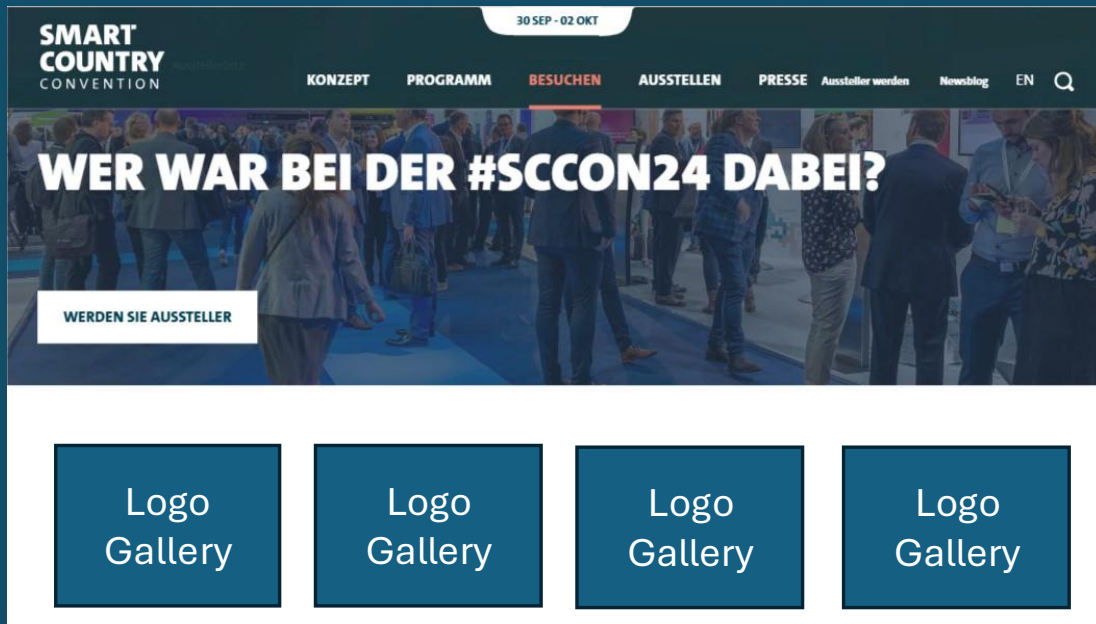 30 SEP - 02 OKT
SMART
COUNTRY
CONVENTION
KONZEPT PROGRAMM BESUCHEN AUSSTELLEN PRESSE Aussteller werden Newsblog EN
WER WAR BEI DER #SCCON24 DABEI?
WERDEN SIE AUSSTELLER
Logo Logo Logo Logo
Gallery Gallery Gallery Gallery